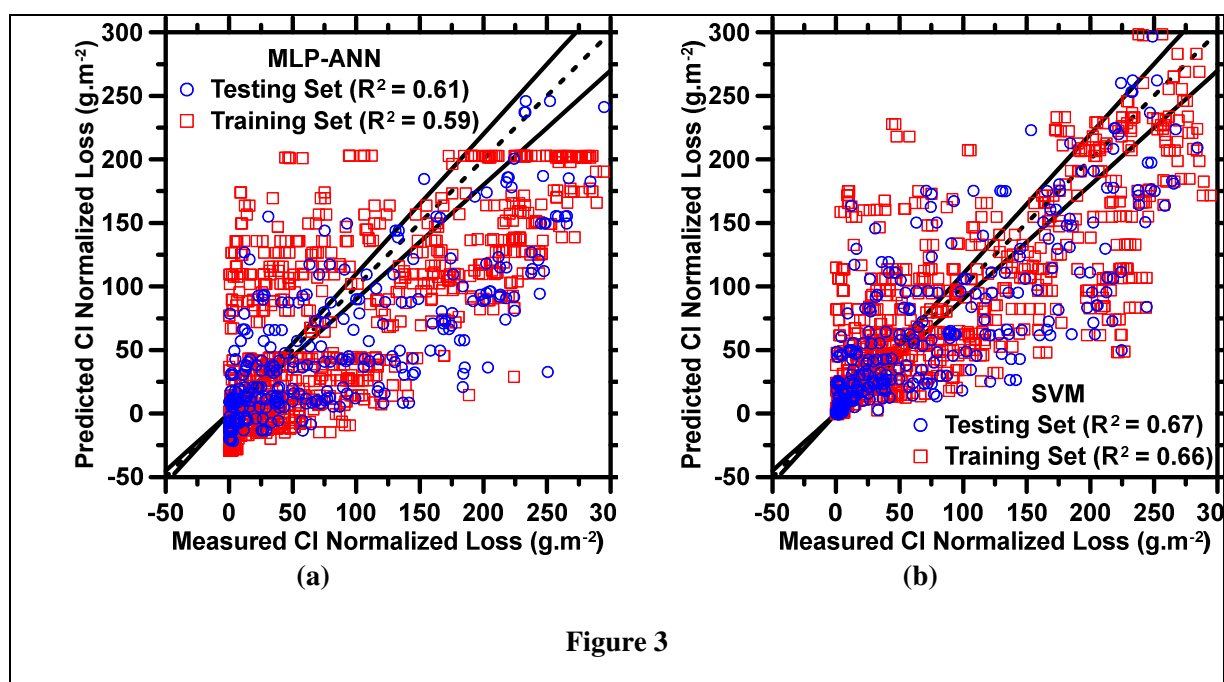 300
250
200
150
100
50
0
-50
Predicted Cl Normalized Loss (g.m-2)
MLP-ANN
Testing Set (R2 = 0.61)
Training Set (R2 = 0.59)
-50 0 50 100 150 200 250 30
Measured Cl Normalized Loss (g.m-2)
(a)
300
250
200
150
100
50
0
-50
Predicted Cl Normalized Loss (g.m-2)
SVM
Testing Set (R2 = 0.67)
Training Set (R2 = 0.66)
-50 0 50 100 150 200 250 30
Measured Cl Normalized Loss (g.m-2)
(b)
Figure 3